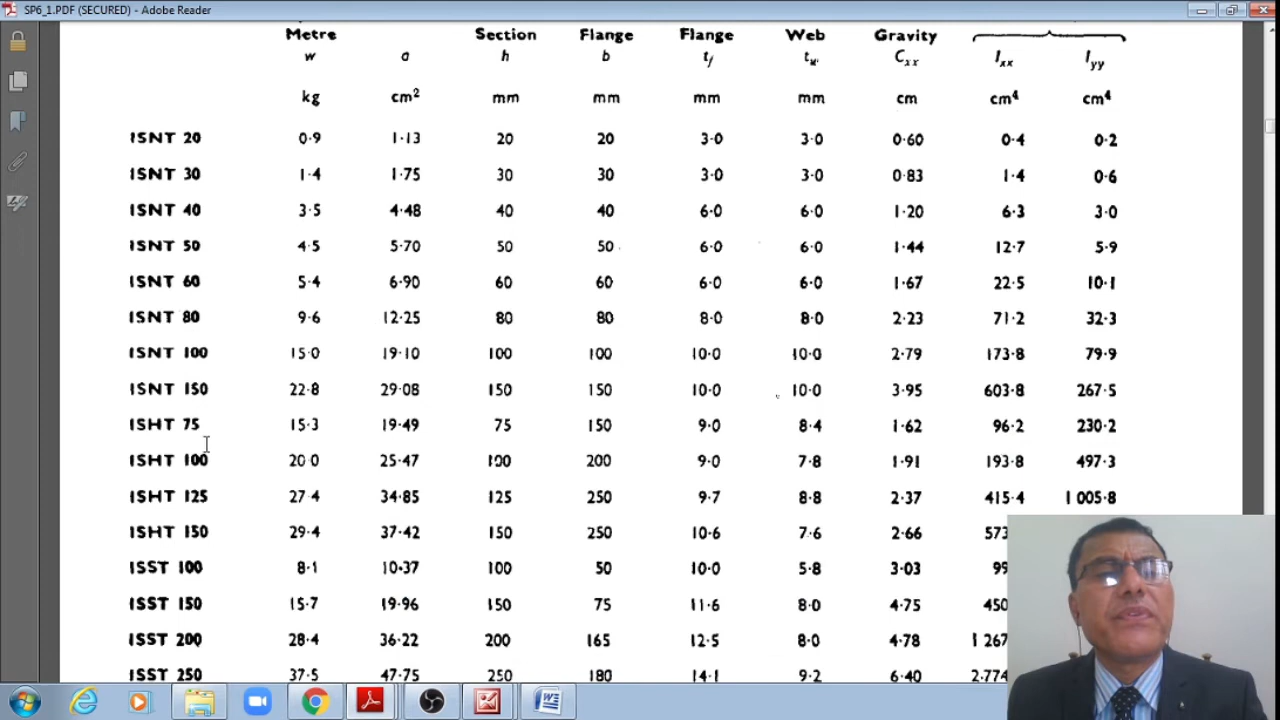 SP6_1.PDF (SECURED) - Adobe Reader
Metre Section Flange Flange Web Gravity
w a h b tf tw Cxx Ixx Iyy
kg cm² mm mm mm mm cm cm⁴ cm⁴
ISNT 20 0·9 1·13 20 20 3·0 3·0 0·60 0·4 0·2
ISNT 30 1·4 1·75 30 30 3·0 3·0 0·83 1·4 0·6
ISNT 40 3·5 4·48 40 40 6·0 6·0 1·20 6·3 3·0
ISNT 50 4·5 5·70 50 50 6·0 6·0 1·44 12·7 5·9
ISNT 60 5·4 6·90 60 60 6·0 6·0 1·67 22·5 10·1
ISNT 80 9·6 12·25 80 80 8·0 8·0 2·23 71·2 32·3
ISNT 100 15·0 19·10 100 100 10·0 10·0 2·79 173·8 79·9
ISNT 150 22·8 29·08 150 150 10·0 10·0 3·95 603·8 267·5
ISHT 75 15·3 19·49 75 150 9·0 8·4 1·62 96·2 230·2
ISHT 100 20·0 25·47 100 200 9·0 7·8 1·91 193·8 497·3
ISHT 125 27·4 34·85 125 250 9·7 8·8 2·37 415·4 1 005·8
ISHT 150 29·4 37·42 150 250 10·6 7·6 2·66 573
ISST 100 8·1 10·37 100 50 10·0 5·8 3·03 99
ISST 150 15·7 19·96 150 75 11·6 8·0 4·75 450
ISST 200 28·4 36·22 200 165 12·5 8·0 4·78 1 267
ISST 250 37·5 47·75 250 180 14·1 9·2 6·40 2·774